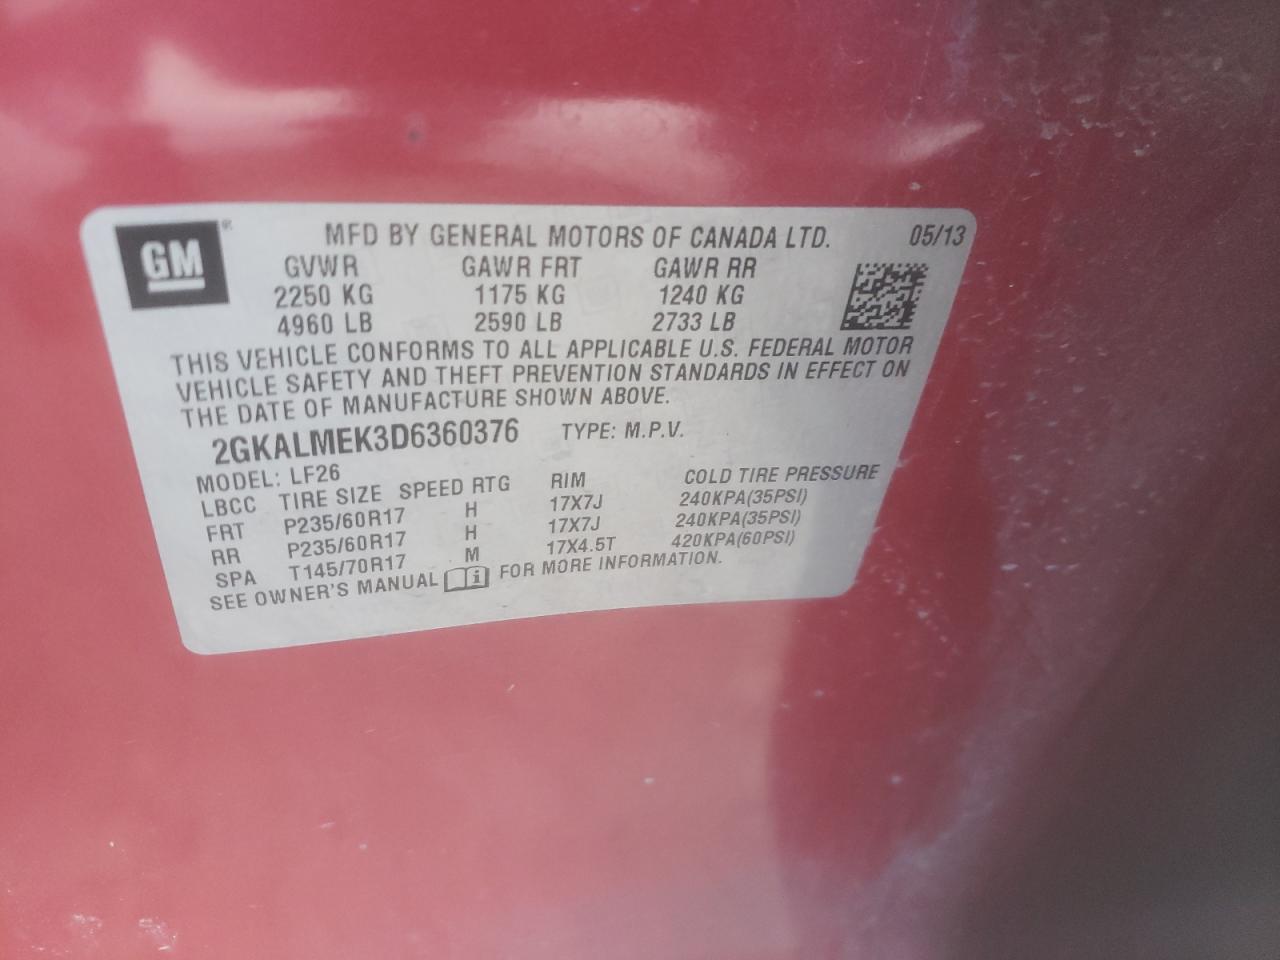 GM
MFD BY GENERAL MOTORS OF CANADA LTD. 05/13
GVWR GAWR FRT GAWR RR
2250 KG 1175 KG 1240 KG
4960 LB 2590 LB 2733 LB
THIS VEHICLE CONFORMS TO ALL APPLICABLE U.S. FEDERAL MOTOR
VEHICLE SAFETY AND THEFT PREVENTION STANDARDS IN EFFECT ON
THE DATE OF MANUFACTURE SHOWN ABOVE.
2GKALMEK3D6360376 TYPE: M.P.V.
MODEL: LF26
LBCC TIRE SIZE SPEED RTG RIM COLD TIRE PRESSURE
FRT P235/60R17 H 17X7J 240KPA(35PSI)
RR P235/60R17 H 17X7J 240KPA(35PSI)
SPA T145/70R17 M 17X4.5T 420KPA(60PSI)
SEE OWNER'S MANUAL i FOR MORE INFORMATION.